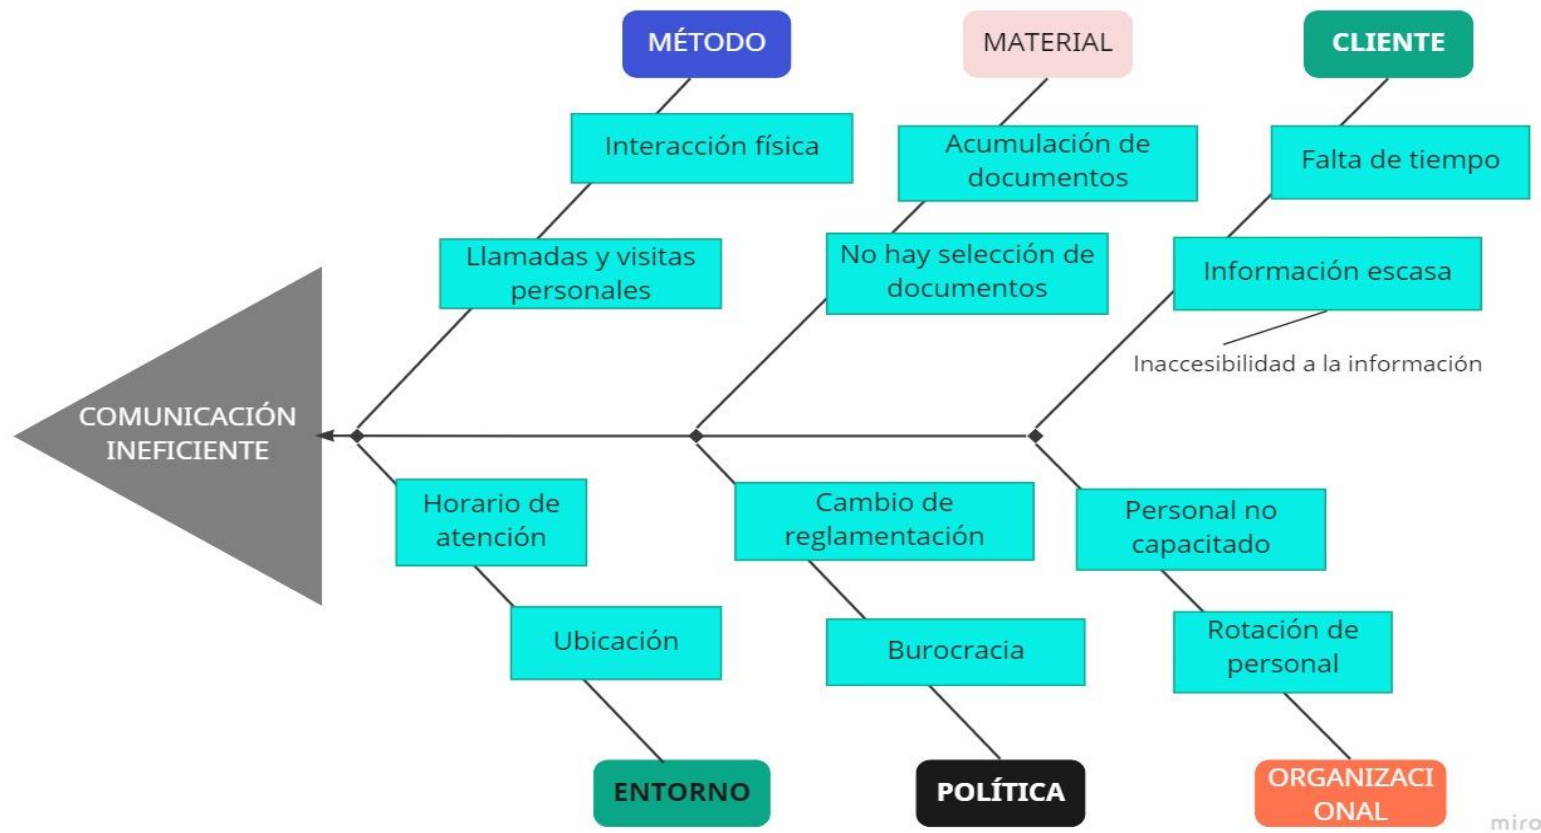 MÉTODO
MATERIAL
CLIENTE
Interacción física
Acumulación de
documentos
Falta de tiempo
Llamadas y visitas
personales
No hay selección de
documentos
Información escasa
Inaccesibilidad a la información
COMUNICACIÓN
INEFICIENTE
Horario de
atención
Cambio de
reglamentación
Personal no
capacitado
Ubicación
Burocracia
Rotación de
personal
ENTORNO
POLÍTICA
ORGANIZACI
ONAL
miro